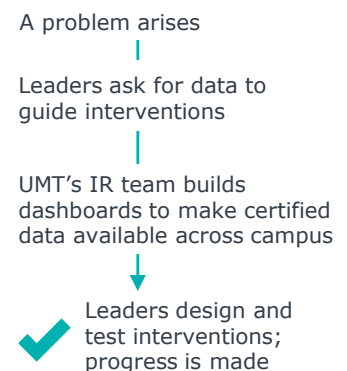 A problem arises
Leaders ask for data to
guide interventions
UMT’s IR team builds
dashboards to make certified
data available across campus
Leaders design and
test interventions;
progress is made